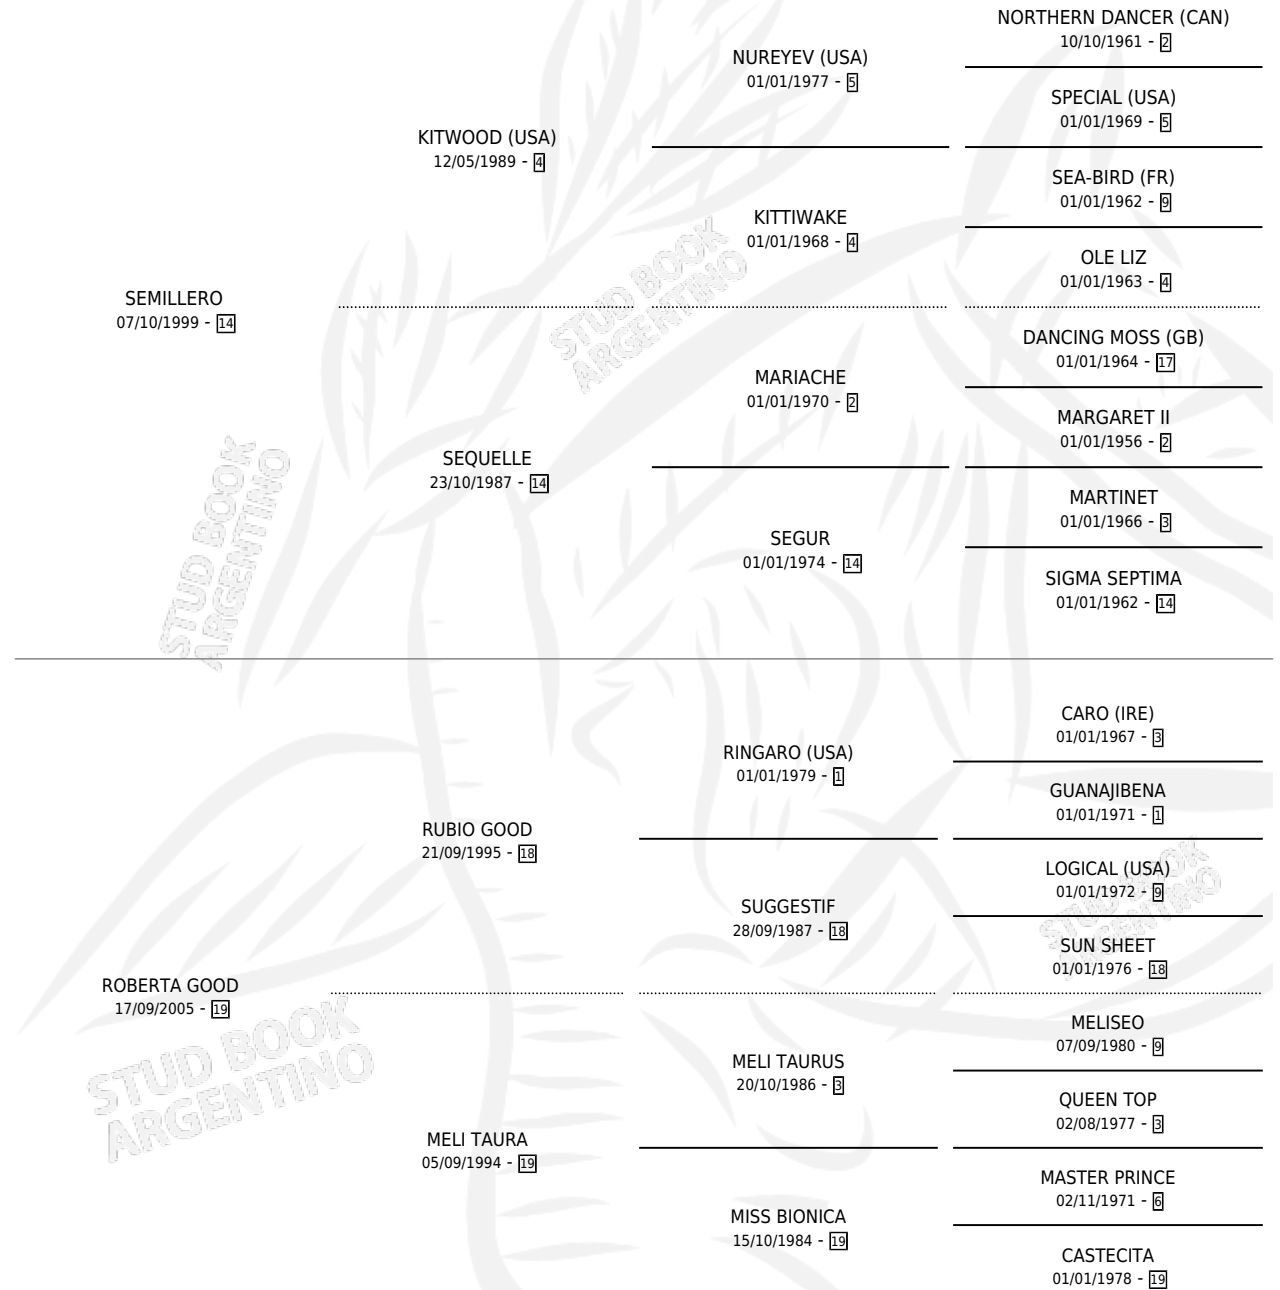 NORTHERN DANCER (CAN)
10/10/1961 - 2
NUREYEV (USA)
01/01/1977 - 5
SPECIAL (USA)
01/01/1969 - 5
KITWOOD (USA)
12/05/1989 - 4
SEA-BIRD (FR)
01/01/1962 - 9
KITTIWAKE
01/01/1968 - 4
OLE LIZ
01/01/1963 - 4
SEMILLERO
07/10/1999 - 14
STUD BOOK
ARGENTINO
DANCING MOSS (GB)
01/01/1964 - 17
MARIACHE
01/01/1970 - 2
MARGARET II
01/01/1956 - 2
SEQUELLE
23/10/1987 - 14
MARTINET
01/01/1966 - 3
SEGUR
01/01/1974 - 14
SIGMA SEPTIMA
01/01/1962 - 14
STUD BOOK
ARGENTINO
CARO (IRE)
01/01/1967 - 3
RINGARO (USA)
01/01/1979 - 1
GUANAJIBENA
01/01/1971 - 1
RUBIO GOOD
21/09/1995 - 18
LOGICAL (USA)
01/01/1972 - 9
SUGGESTIF
28/09/1987 - 18
STUD BOOK
ARGENTINO
SUN SHEET
01/01/1976 - 18
ROBERTA GOOD
17/09/2005 - 19
MELISEO
07/09/1980 - 9
MELI TAURUS
20/10/1986 - 3
STUD BOOK
ARGENTINO
QUEEN TOP
02/08/1977 - 3
MELI TAURA
05/09/1994 - 19
MASTER PRINCE
02/11/1971 - 6
MISS BIONICA
15/10/1984 - 19
CASTECITA
01/01/1978 - 19